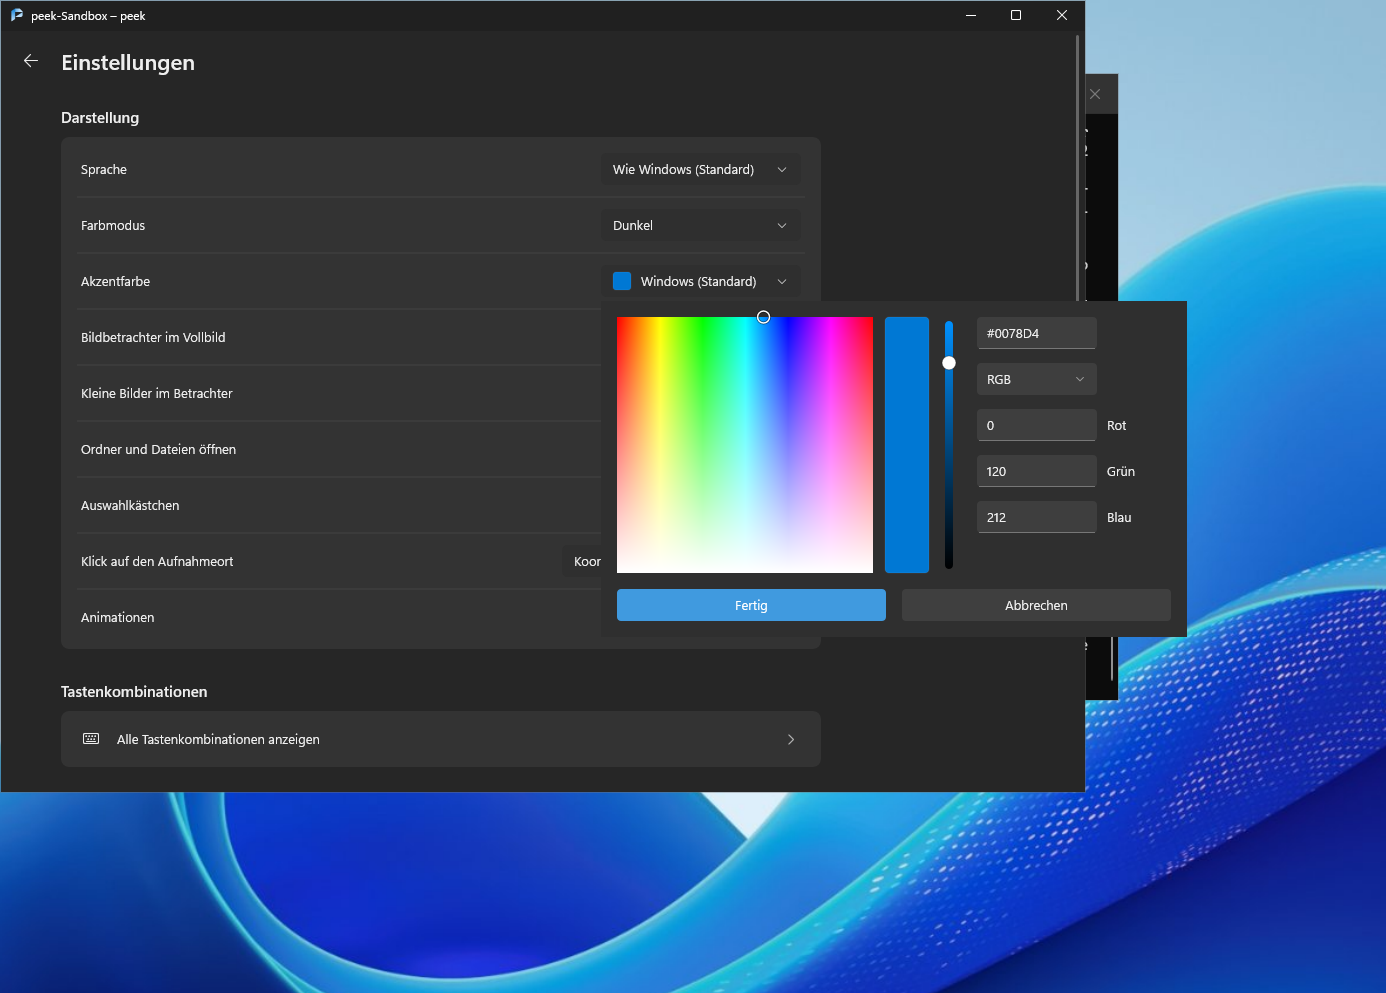 peek-Sandbox – peek
Einstellungen
Darstellung
Sprache
Wie Windows (Standard)
Farbmodus
Dunkel
Akzentfarbe
Windows (Standard)
Bildbetrachter im Vollbild
Kleine Bilder im Betrachter
Ordner und Dateien öffnen
Auswahlkästchen
Klick auf den Aufnahmeort
Koor
Animationen
#0078D4
RGB
0 Rot
120 Grün
212 Blau
Fertig
Abbrechen
Tastenkombinationen
Alle Tastenkombinationen anzeigen